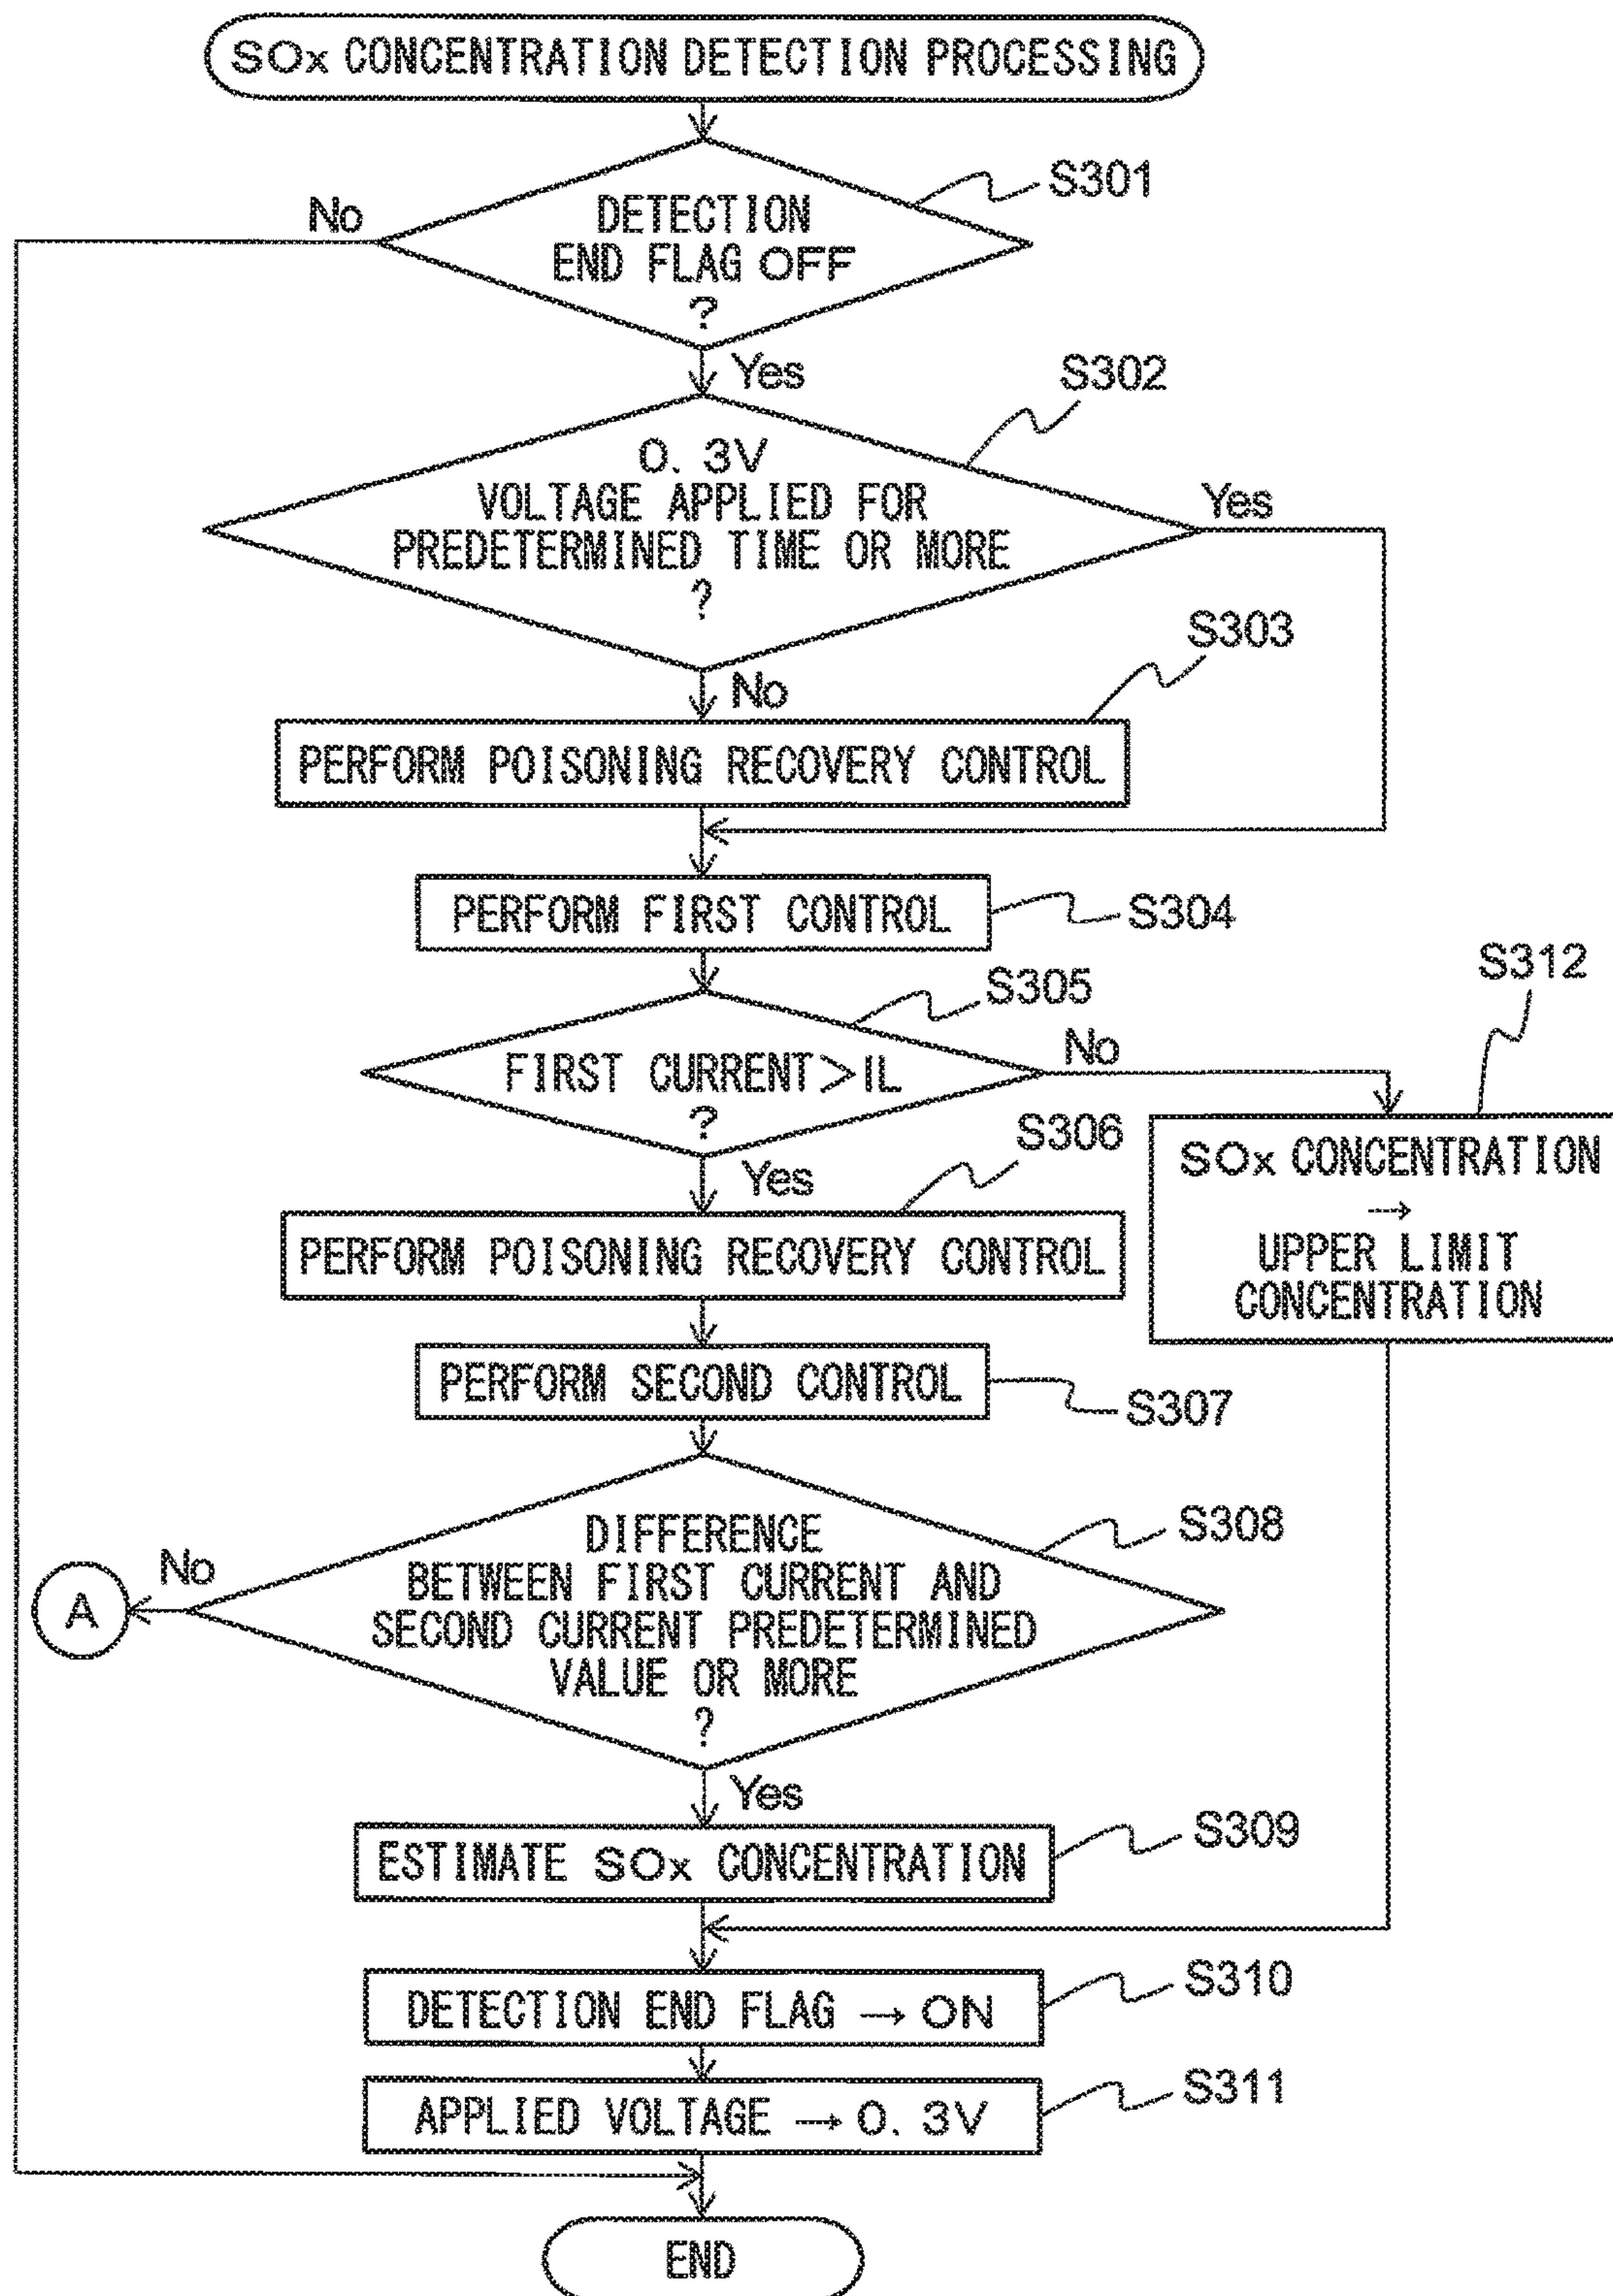 SOx CONCENTRATION DETECTION PROCESSING
S301
No
DETECTION
END FLAG OFF
?
Yes
S302
0. 3V
VOLTAGE APPLIED FOR
PREDETERMINED TIME OR MORE
?
Yes
S303
No
PERFORM POISONING RECOVERY CONTROL
PERFORM FIRST CONTROL
S304
S305
S312
FIRST CURRENT>IL
?
No
Yes
S306
SOx CONCENTRATION
→
UPPER LIMIT
CONCENTRATION
PERFORM POISONING RECOVERY CONTROL
PERFORM SECOND CONTROL
S307
S308
DIFFERENCE
BETWEEN FIRST CURRENT AND
SECOND CURRENT PREDETERMINED
VALUE OR MORE
?
No
A
Yes
S309
ESTIMATE SOx CONCENTRATION
S310
DETECTION END FLAG → ON
S311
APPLIED VOLTAGE → 0. 3V
END